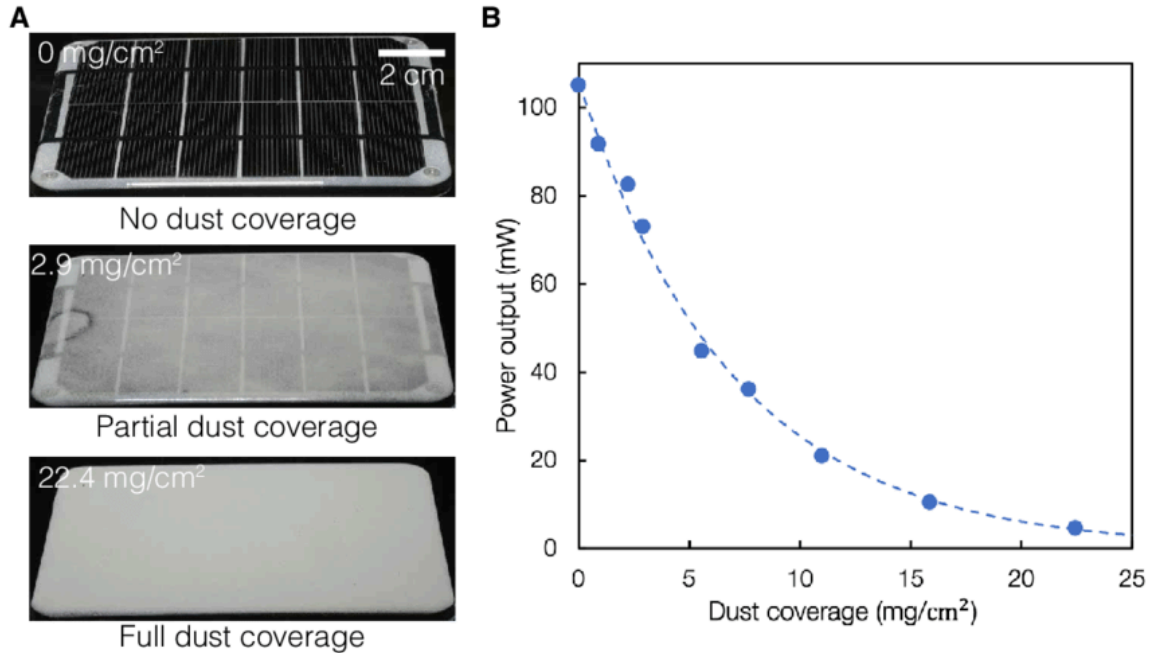 A
0 mg/cm²
2 cm
No dust coverage
2.9 mg/cm²
Partial dust coverage
22.4 mg/cm²
Full dust coverage
B
Power output (mW)
100
80
60
40
20
0
0 5 10 15 20 25
Dust coverage (mg/cm²)